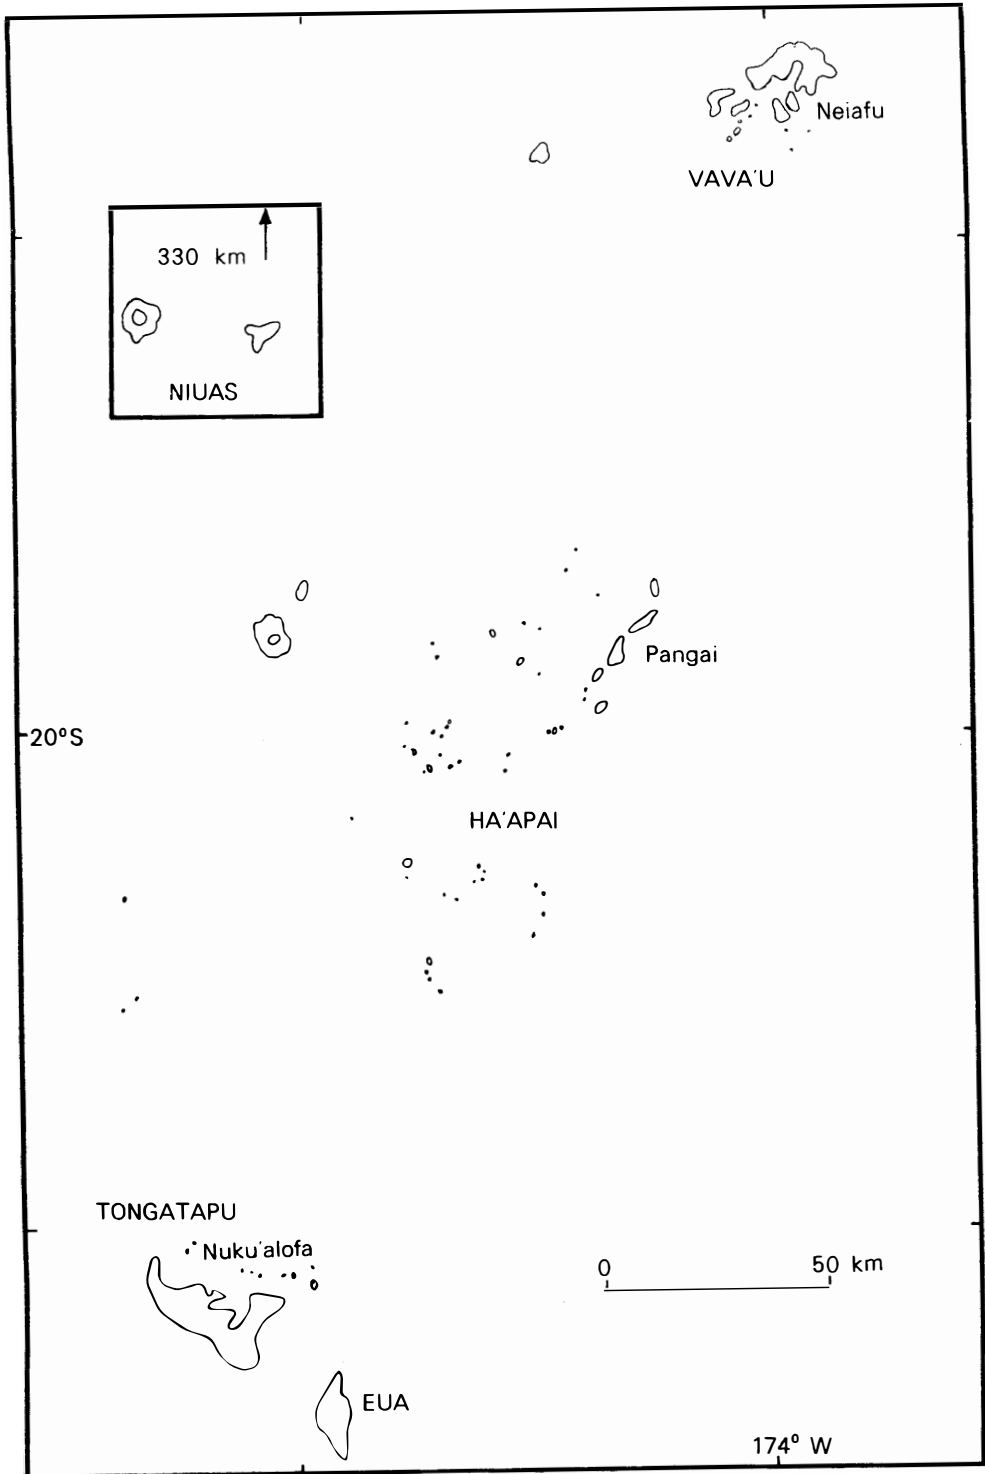 Neiafu
VAVA'U
330 km
NIUAS
Pangai
20°S
HA'APAI
TONGATAPU
Nuku'alofa
0 50 km
EUA
174° W